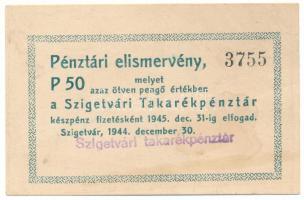 Pénztári elismervény, 3755
P 50 melyet
azaz ötven pengő értékben
a Szigetvári Takarékpénztár
készpénz fizetésként 1945. dec. 31-ig elfogad.
Szigetvár, 1944. december 30.
Szigetvári takarékpénztár